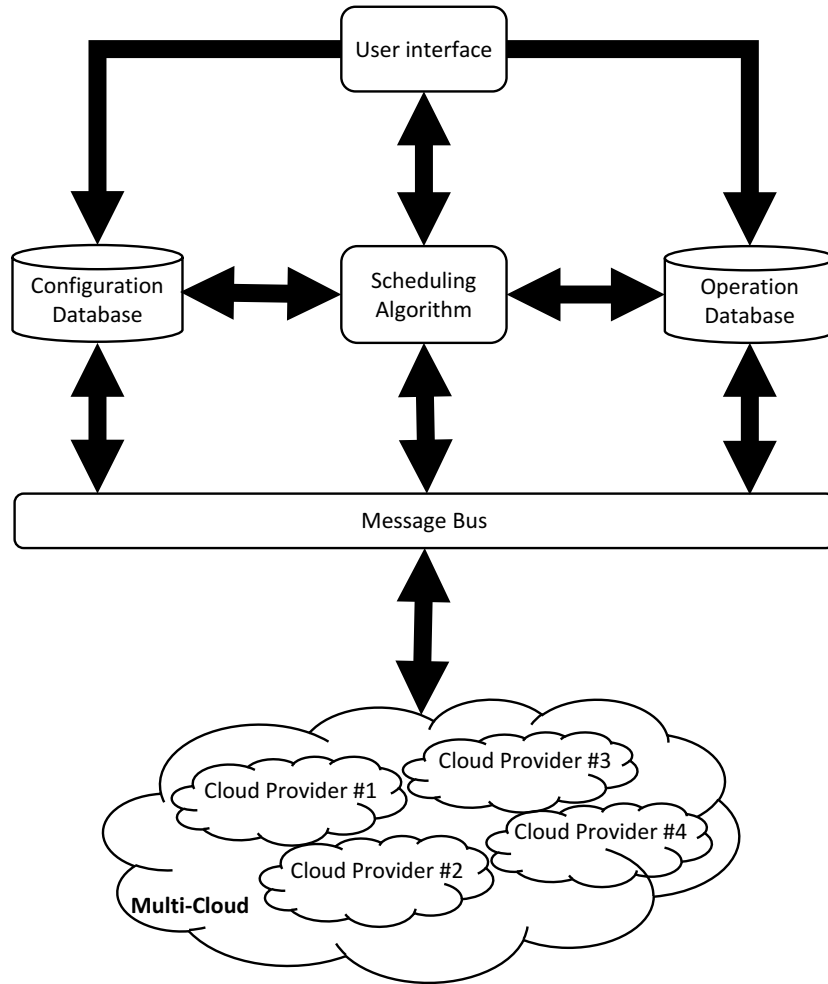 User interface
Configuration
Database
Scheduling
Algorithm
Operation
Database
Message Bus
Cloud Provider #3
Cloud Provider #1
Cloud Provider #4
Cloud Provider #2
Multi-Cloud